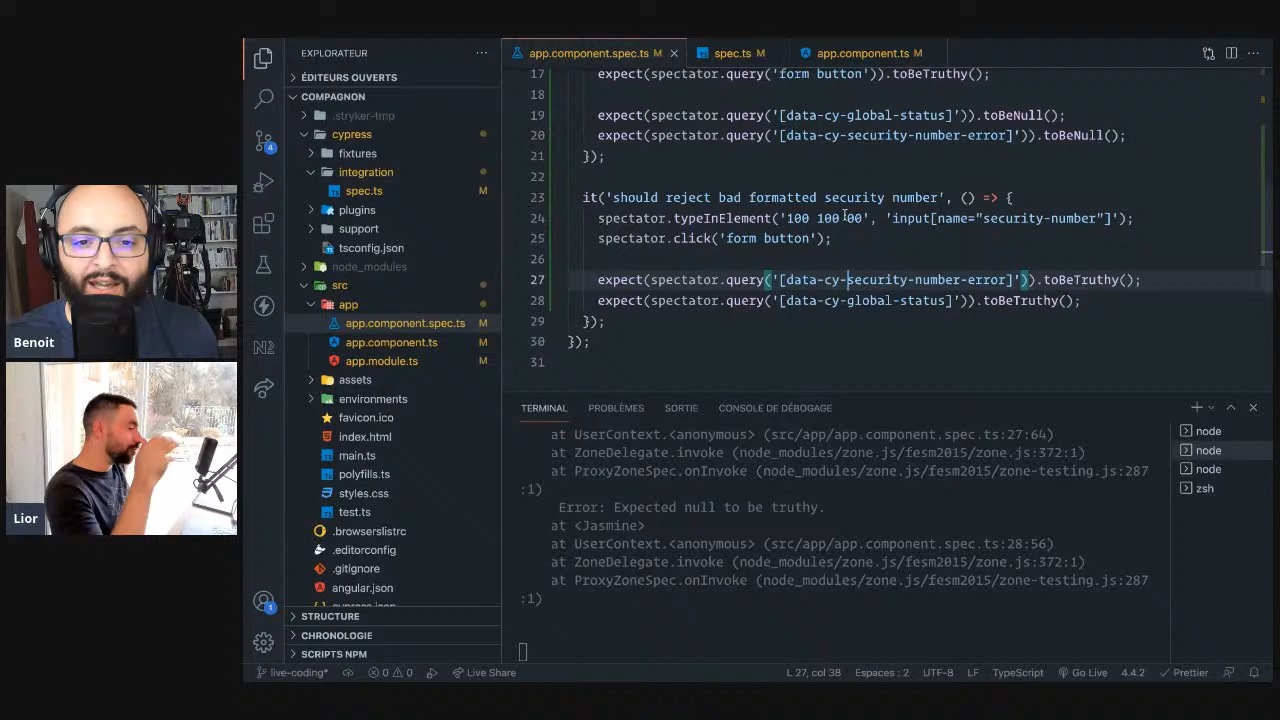 Benoit
Lior
EXPLORATEUR
ÉDITEURS OUVERTS
COMPAGNON
.stryker-tmp
cypress
fixtures
integration
spec.ts M
plugins
support
tsconfig.json
node_modules
src
app
app.component.spec.ts M
app.component.ts M
app.module.ts M
assets
environments
favicon.ico
index.html
main.ts
polyfills.ts
styles.css
test.ts
.browserslistrc
.editorconfig
.gitignore
angular.json
cypress.json
STRUCTURE
CHRONOLOGIE
SCRIPTS NPM
4
1
app.component.spec.ts M
spec.ts M
app.component.ts M
17 expect(spectator.query('form button')).toBeTruthy();
18
19 expect(spectator.query('[data-cy-global-status]')).toBeNull();
20 expect(spectator.query('[data-cy-security-number-error]')).toBeNull();
21 });
22
23 it('should reject bad formatted security number', () => {
24 spectator.typeInElement('100 100 00', 'input[name="security-number"]');
25 spectator.click('form button');
26
27 expect(spectator.query('[data-cy-security-number-error]')).toBeTruthy();
28 expect(spectator.query('[data-cy-global-status]')).toBeTruthy();
29 });
30 });
31
TERMINAL PROBLÈMES SORTIE CONSOLE DE DÉBOGAGE
at UserContext.<anonymous> (src/app/app.component.spec.ts:27:64)
at ZoneDelegate.invoke (node_modules/zone.js/fesm2015/zone.js:372:1)
at ProxyZoneSpec.onInvoke (node_modules/zone.js/fesm2015/zone-testing.js:287
:1)
Error: Expected null to be truthy.
at <Jasmine>
at UserContext.<anonymous> (src/app/app.component.spec.ts:28:56)
at ZoneDelegate.invoke (node_modules/zone.js/fesm2015/zone.js:372:1)
at ProxyZoneSpec.onInvoke (node_modules/zone.js/fesm2015/zone-testing.js:287
:1)
node
node
node
zsh
live-coding* 0 0 Live Share L 27, col 38 Espaces : 2 UTF-8 LF TypeScript Go Live 4.4.2 Prettier